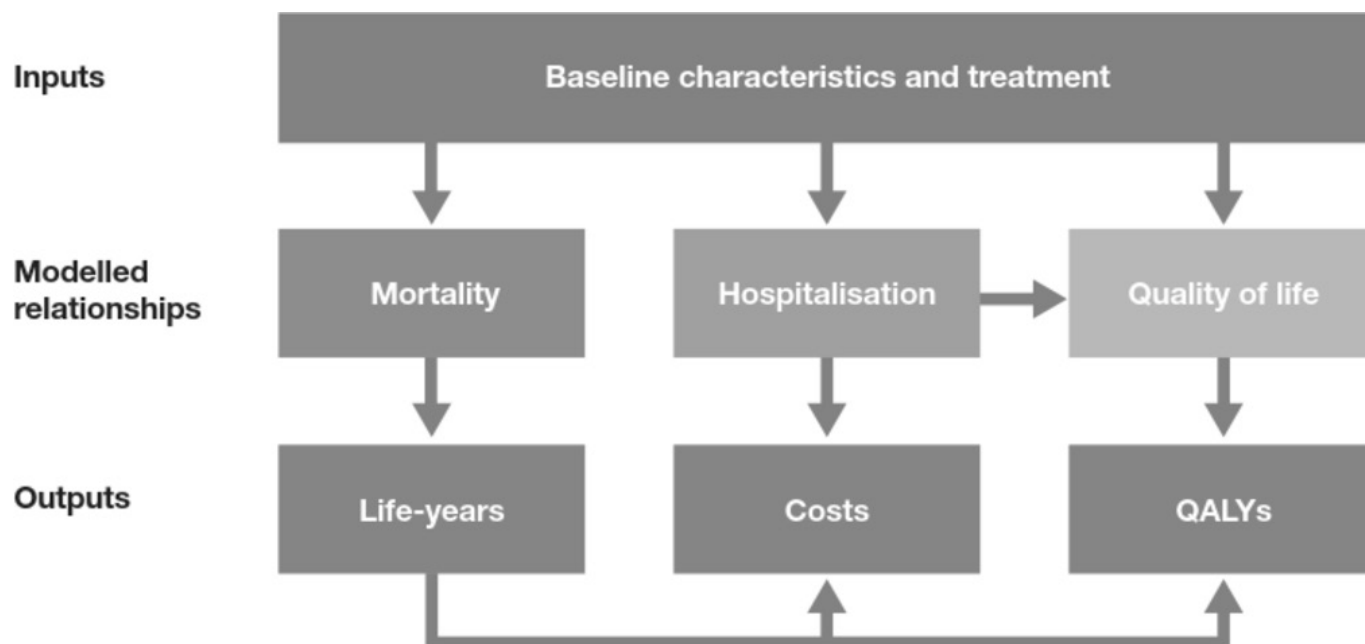 Inputs
Baseline characteristics and treatment
Modelled
relationships
Mortality
Hospitalisation
Quality of life
Outputs
Life-years
Costs
QALYs